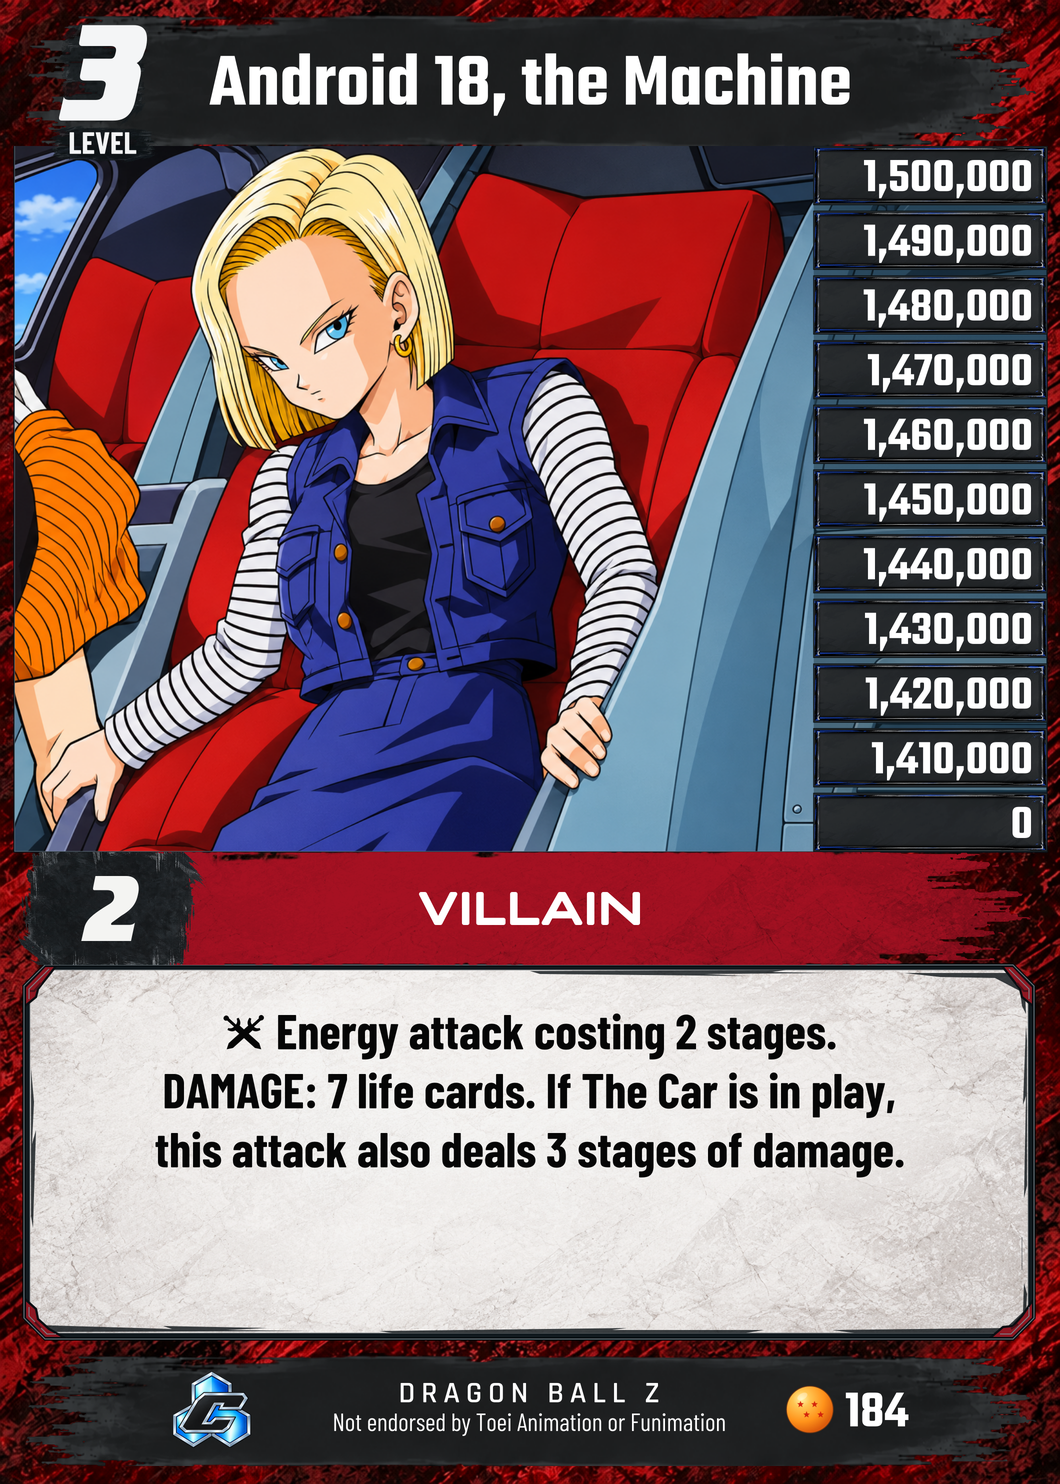 3
LEVEL
Android 18, the Machine
1,500,000
1,490,000
1,480,000
1,470,000
1,460,000
1,450,000
1,440,000
1,430,000
1,420,000
1,410,000
0
2
VILLAIN
Energy attack costing 2 stages.
DAMAGE: 7 life cards. If The Car is in play,
this attack also deals 3 stages of damage.
G
DRAGON BALL Z
Not endorsed by Toei Animation or Funimation
184